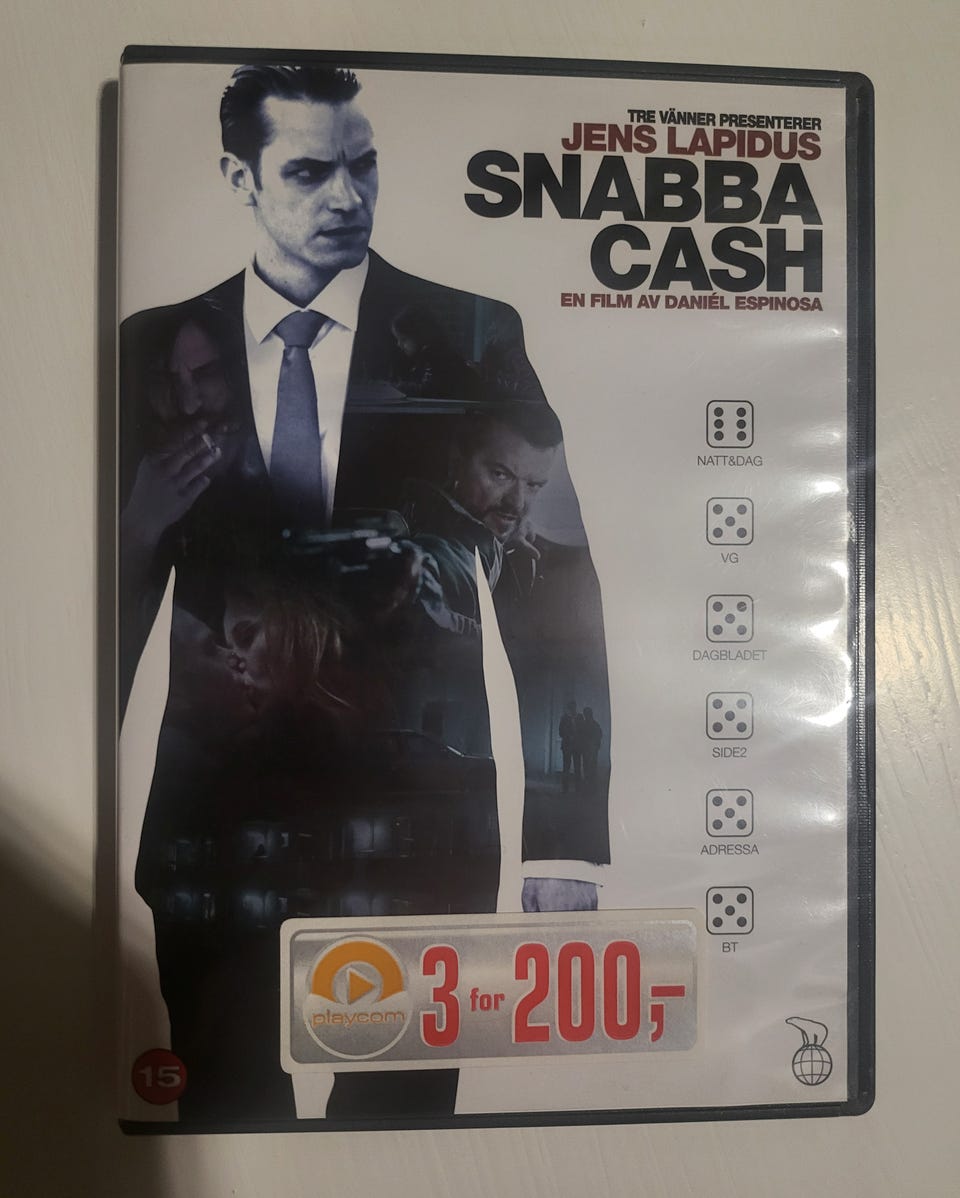 TRE VÄNNER PRESENTERER
JENS LAPIDUS
SNABBA
CASH
EN FILM AV DANIÉL ESPINOSA
NATT&DAG
VG
DAGBLADET
SIDE2
ADRESSA
BT
playcom
3 for 200,-
15